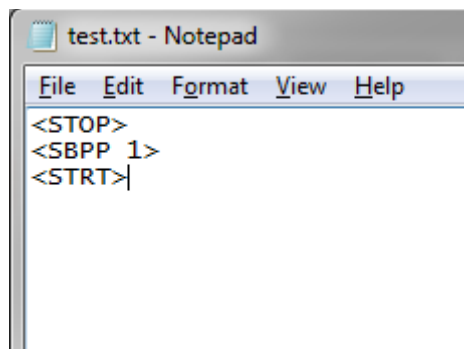 test.txt - Notepad
File Edit Format View Help
<STOP>
<SBPP 1>
<STRT>